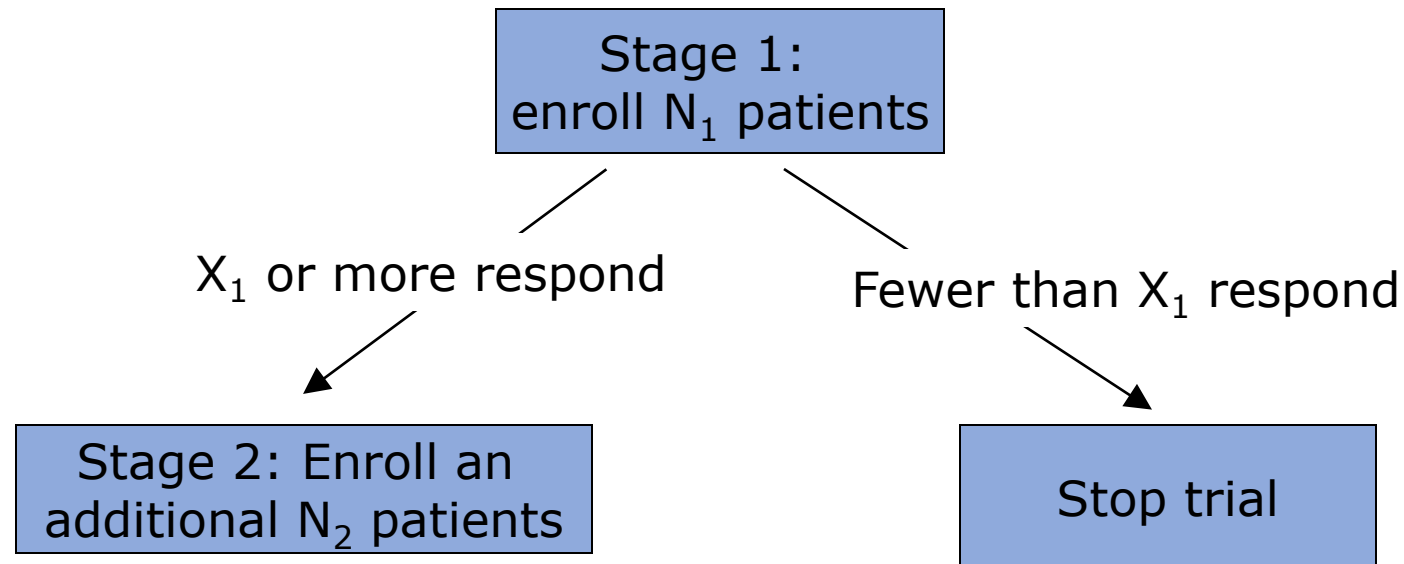 Stage 1:
enroll N₁ patients
X₁ or more respond
Fewer than X₁ respond
Stage 2: Enroll an
additional N₂ patients
Stop trial